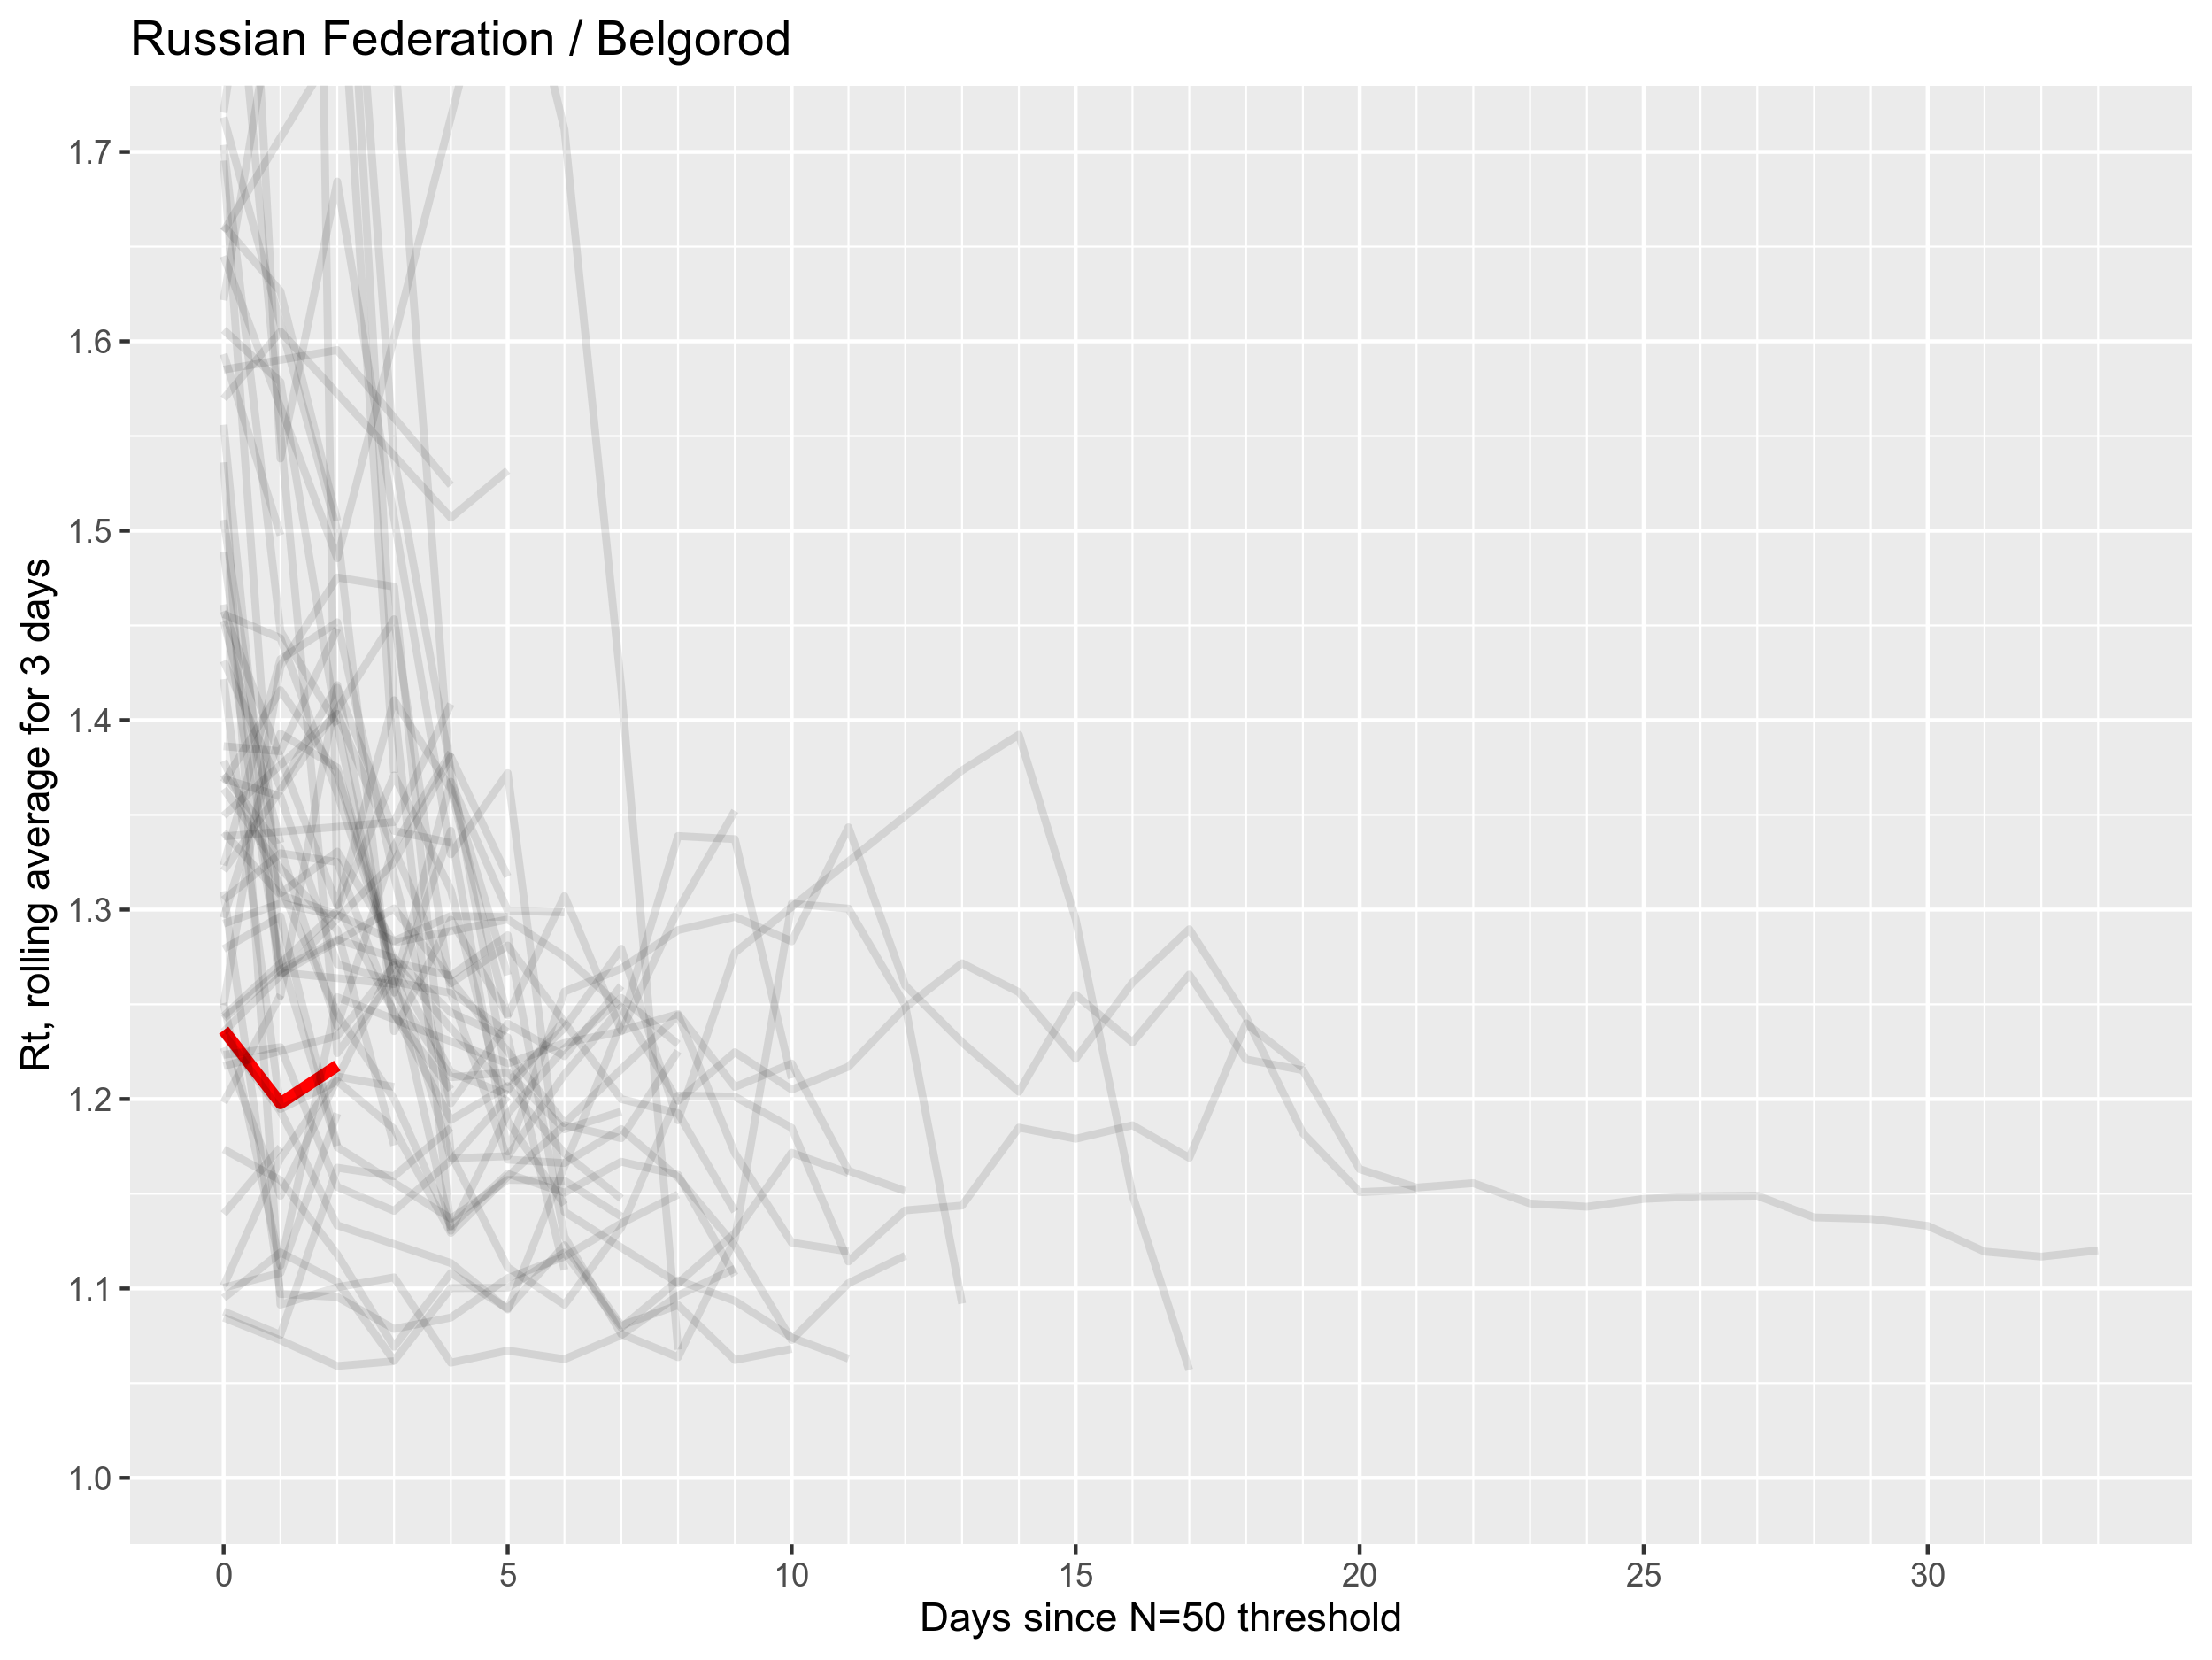 Russian Federation / Belgorod
Rt, rolling average for 3 days
1.7
1.6
1.5
1.4
1.3
1.2
1.1
1.0
0 5 10 15 20 25 30
Days since N=50 threshold